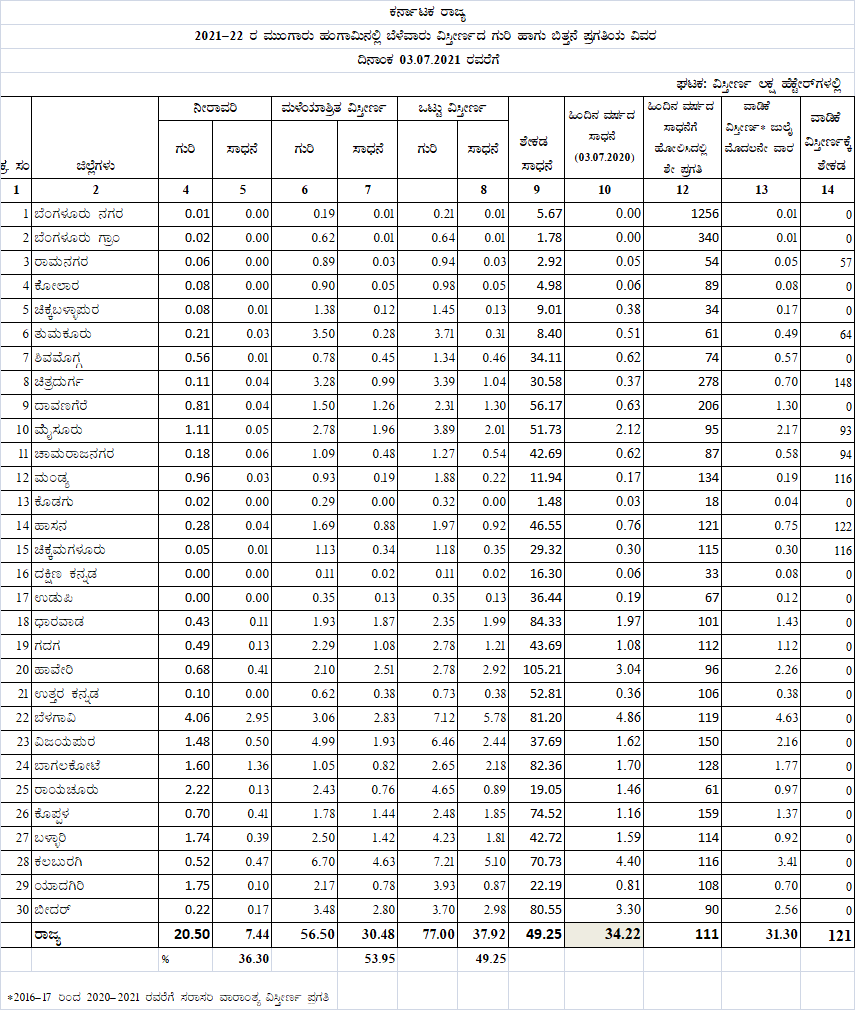 ಕರ್ನಾಟಕ ರಾಜ್ಯ
2021–22 ರ ಮುಂಗಾರು ಹಂಗಾಮಿನಲ್ಲಿ ಬೆಳೆವಾರು ವಿಸ್ತೀರ್ಣದ ಗುರಿ ಹಾಗು ಬಿತ್ತನೆ ಪ್ರಗತಿಯ ವಿವರ
ದಿನಾಂಕ 03.07.2021 ರವರೆಗೆ
ಘಟಕ: ವಿಸ್ತೀರ್ಣ ಲಕ್ಷ ಹೆಕ್ಟೇರ್‌ಗಳಲ್ಲಿ
ಕ್ರ. ಸಂ ಜಿಲ್ಲೆಗಳು ನೀರಾವರಿ ಮಳೆಯಾಶ್ರಿತ ವಿಸ್ತೀರ್ಣ ಒಟ್ಟು ವಿಸ್ತೀರ್ಣ ಶೇಕಡ ಸಾಧನೆ ಹಿಂದಿನ ವರ್ಷದ ಸಾಧನೆ (03.07.2020) ಹಿಂದಿನ ವರ್ಷದ ಸಾಧನೆಗೆ ಹೋಲಿಸಿದಲ್ಲಿ ಶೇ ಪ್ರಗತಿ ವಾಡಿಕೆ ವಿಸ್ತೀರ್ಣ* ಜುಲೈ ಮೊದಲನೇ ವಾರ ವಾಡಿಕೆ ವಿಸ್ತೀರ್ಣಕ್ಕೆ ಶೇಕಡ
ಗುರಿ ಸಾಧನೆ ಗುರಿ ಸಾಧನೆ ಗುರಿ ಸಾಧನೆ
1 2 4 5 6 7 8 9 10 12 13 14
1 ಬೆಂಗಳೂರು ನಗರ 0.01 0.00 0.19 0.01 0.21 0.01 5.67 0.00 1256 0.01 0
2 ಬೆಂಗಳೂರು ಗ್ರಾಂ 0.02 0.00 0.62 0.01 0.64 0.01 1.78 0.00 340 0.01 0
3 ರಾಮನಗರ 0.06 0.00 0.89 0.03 0.94 0.03 2.92 0.05 54 0.05 57
4 ಕೋಲಾರ 0.08 0.00 0.90 0.05 0.98 0.05 4.98 0.06 89 0.08 0
5 ಚಿಕ್ಕಬಳ್ಳಾಪುರ 0.08 0.01 1.38 0.12 1.45 0.13 9.01 0.38 34 0.17 0
6 ತುಮಕೂರು 0.21 0.03 3.50 0.28 3.71 0.31 8.40 0.51 61 0.49 64
7 ಶಿವಮೊಗ್ಗ 0.56 0.01 0.78 0.45 1.34 0.46 34.11 0.62 74 0.57 0
8 ಚಿತ್ರದುರ್ಗ 0.11 0.04 3.28 0.99 3.39 1.04 30.58 0.37 278 0.70 148
9 ದಾವಣಗೆರೆ 0.81 0.04 1.50 1.26 2.31 1.30 56.17 0.63 206 1.30 0
10 ಮೈಸೂರು 1.11 0.05 2.78 1.96 3.89 2.01 51.73 2.12 95 2.17 93
11 ಚಾಮರಾಜನಗರ 0.18 0.06 1.09 0.48 1.27 0.54 42.69 0.62 87 0.58 94
12 ಮಂಡ್ಯ 0.96 0.03 0.93 0.19 1.88 0.22 11.94 0.17 134 0.19 116
13 ಕೊಡಗು 0.02 0.00 0.29 0.00 0.32 0.00 1.48 0.03 18 0.04 0
14 ಹಾಸನ 0.28 0.04 1.69 0.88 1.97 0.92 46.55 0.76 121 0.75 122
15 ಚಿಕ್ಕಮಗಳೂರು 0.05 0.01 1.13 0.34 1.18 0.35 29.32 0.30 115 0.30 116
16 ದಕ್ಷಿಣ ಕನ್ನಡ 0.00 0.00 0.11 0.02 0.11 0.02 16.30 0.06 33 0.08 0
17 ಉಡುಪಿ 0.00 0.00 0.35 0.13 0.35 0.13 36.44 0.19 67 0.12 0
18 ಧಾರವಾಡ 0.43 0.11 1.93 1.87 2.35 1.99 84.33 1.97 101 1.43 0
19 ಗದಗ 0.49 0.13 2.29 1.08 2.78 1.21 43.69 1.08 112 1.12 0
20 ಹಾವೇರಿ 0.68 0.41 2.10 2.51 2.78 2.92 105.21 3.04 96 2.26 0
21 ಉತ್ತರ ಕನ್ನಡ 0.10 0.00 0.62 0.38 0.73 0.38 52.81 0.36 106 0.38 0
22 ಬೆಳಗಾವಿ 4.06 2.95 3.06 2.83 7.12 5.78 81.20 4.86 119 4.63 0
23 ವಿಜಯಪುರ 1.48 0.50 4.99 1.93 6.46 2.44 37.69 1.62 150 2.16 0
24 ಬಾಗಲಕೋಟೆ 1.60 1.36 1.05 0.82 2.65 2.18 82.36 1.70 128 1.77 0
25 ರಾಯಚೂರು 2.22 0.13 2.43 0.76 4.65 0.89 19.05 1.46 61 0.97 0
26 ಕೊಪ್ಪಳ 0.70 0.41 1.78 1.44 2.48 1.85 74.52 1.16 159 1.37 0
27 ಬಳ್ಳಾರಿ 1.74 0.39 2.50 1.42 4.23 1.81 42.72 1.59 114 0.92 0
28 ಕಲಬುರಗಿ 0.52 0.47 6.70 4.63 7.21 5.10 70.73 4.40 116 3.41 0
29 ಯಾದಗಿರಿ 1.75 0.10 2.17 0.78 3.93 0.87 22.19 0.81 108 0.70 0
30 ಬೀದರ್ 0.22 0.17 3.48 2.80 3.70 2.98 80.55 3.30 90 2.56 0
ರಾಜ್ಯ 20.50 7.44 56.50 30.48 77.00 37.92 49.25 34.22 111 31.30 121
% 36.30 53.95 49.25
*2016–17 ರಿಂದ 2020–2021 ರವರೆಗೆ ಸರಾಸರಿ ವಾರಾಂತ್ಯ ವಿಸ್ತೀರ್ಣ ಪ್ರಗತಿ